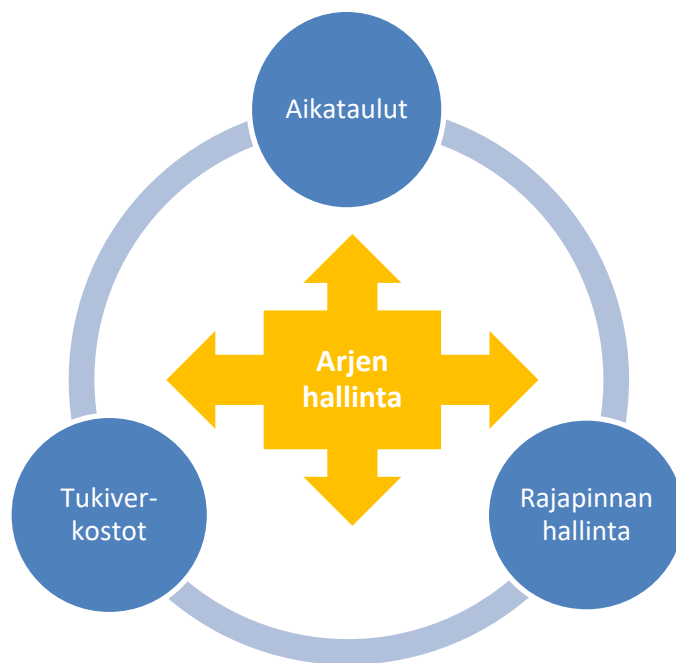 Aikataulut
Arjen
hallinta
Tukiver-
kostot
Rajapinnan
hallinta